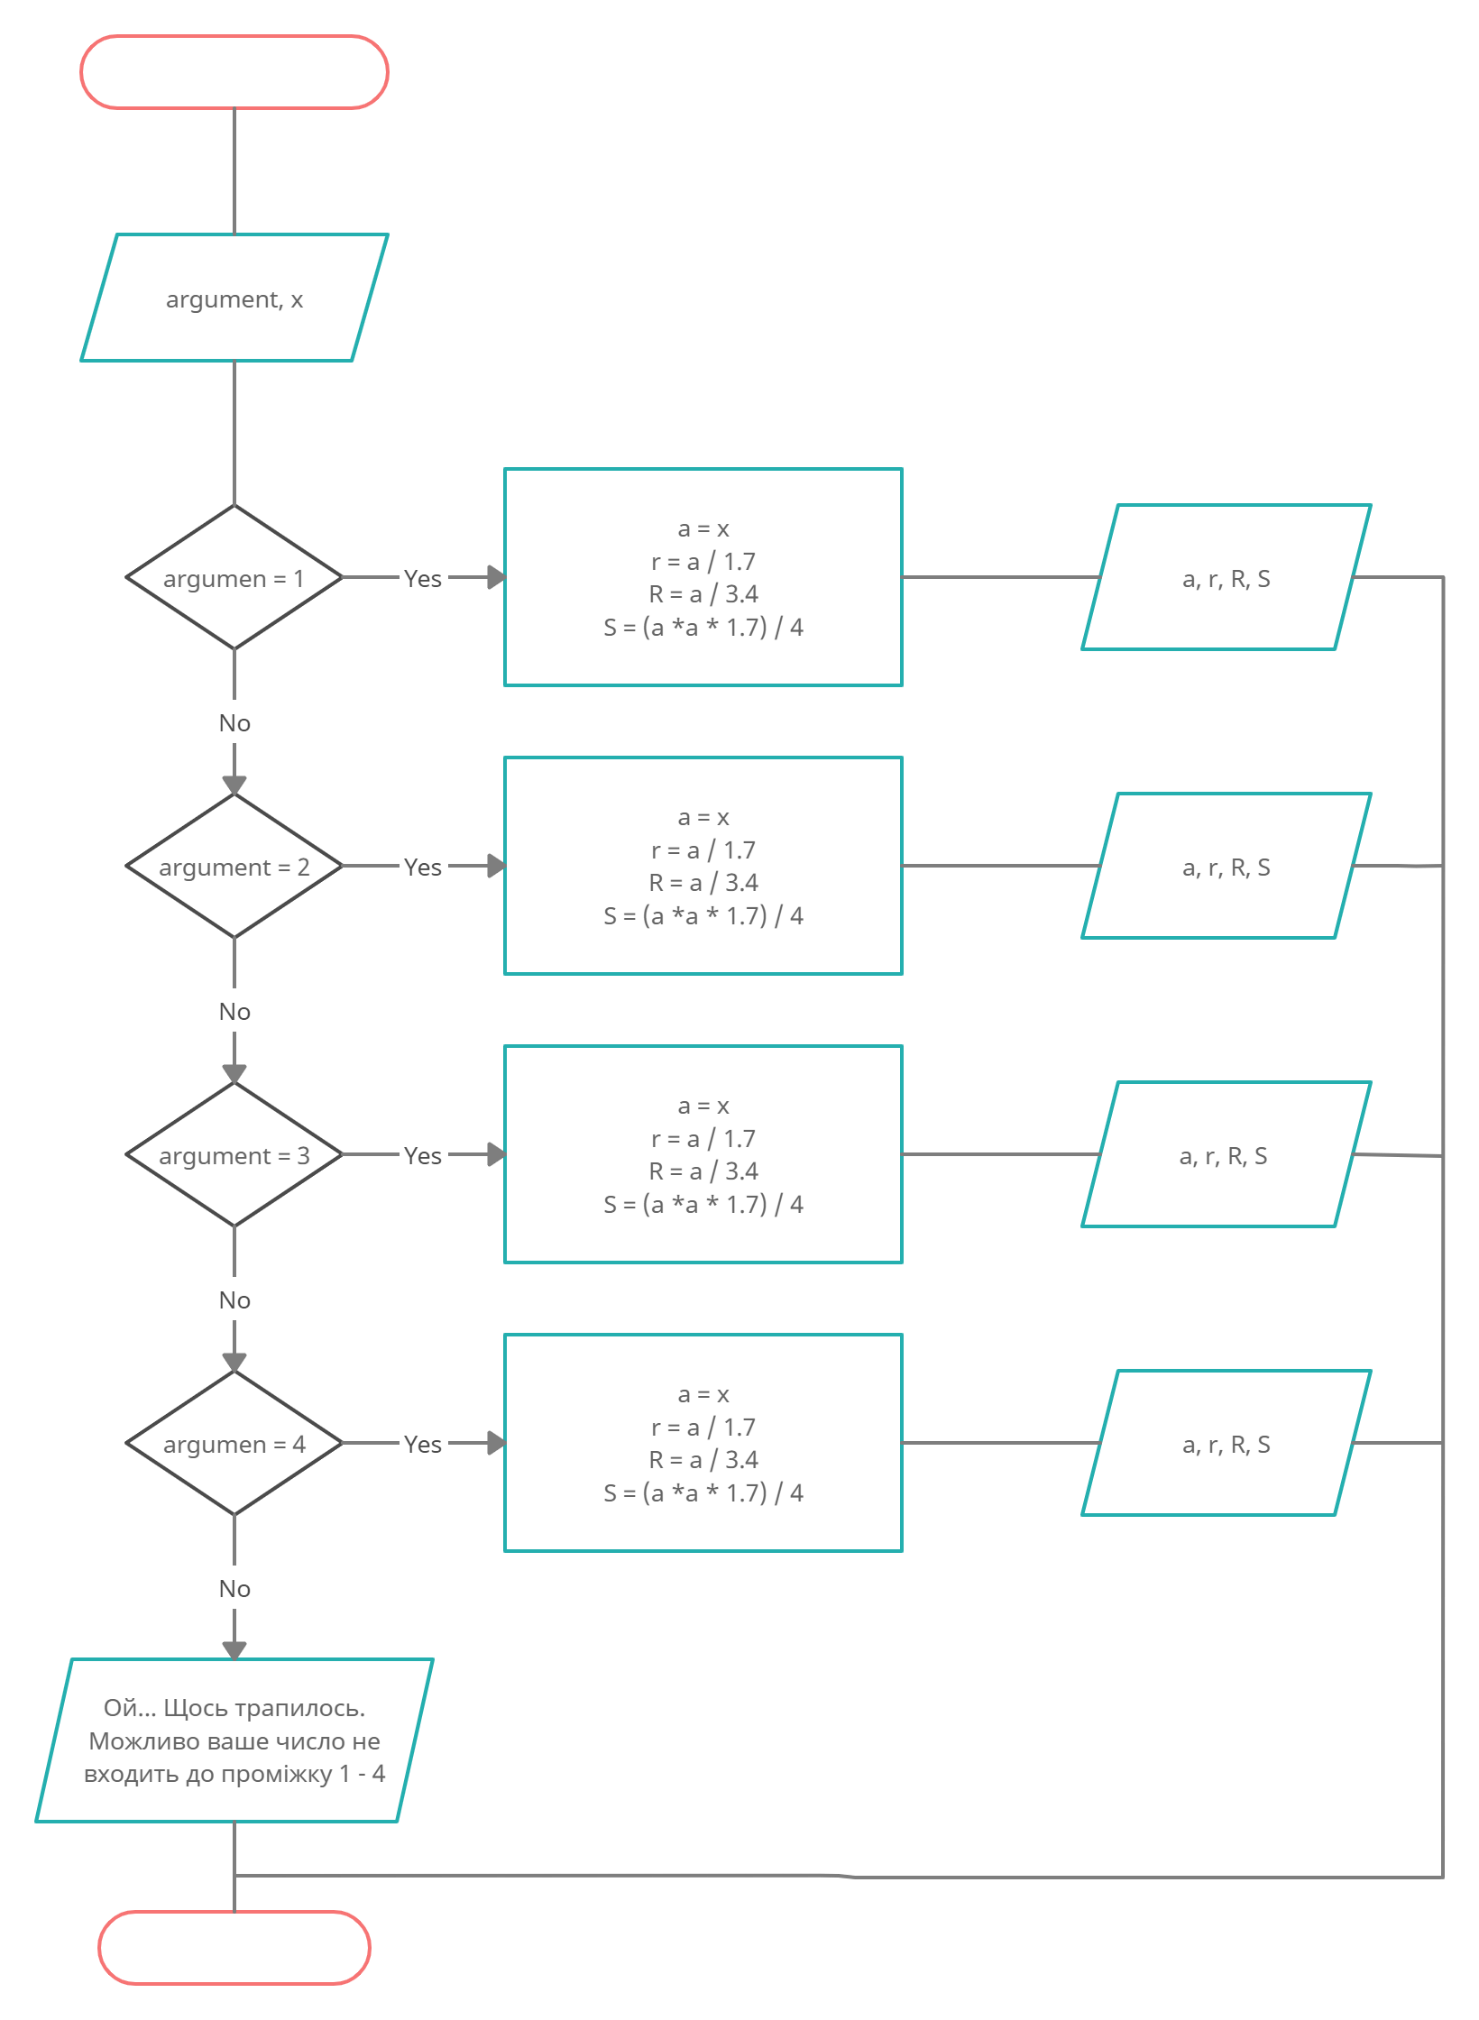 argument, x
argumen = 1
Yes
a = x
r = a / 1.7
R = a / 3.4
S = (a *a * 1.7) / 4
a, r, R, S
No
argument = 2
Yes
a = x
r = a / 1.7
R = a / 3.4
S = (a *a * 1.7) / 4
a, r, R, S
No
argument = 3
Yes
a = x
r = a / 1.7
R = a / 3.4
S = (a *a * 1.7) / 4
a, r, R, S
No
argumen = 4
Yes
a = x
r = a / 1.7
R = a / 3.4
S = (a *a * 1.7) / 4
a, r, R, S
No
Ой... Щось трапилось.
Можливо ваше число не
входить до проміжку 1 - 4